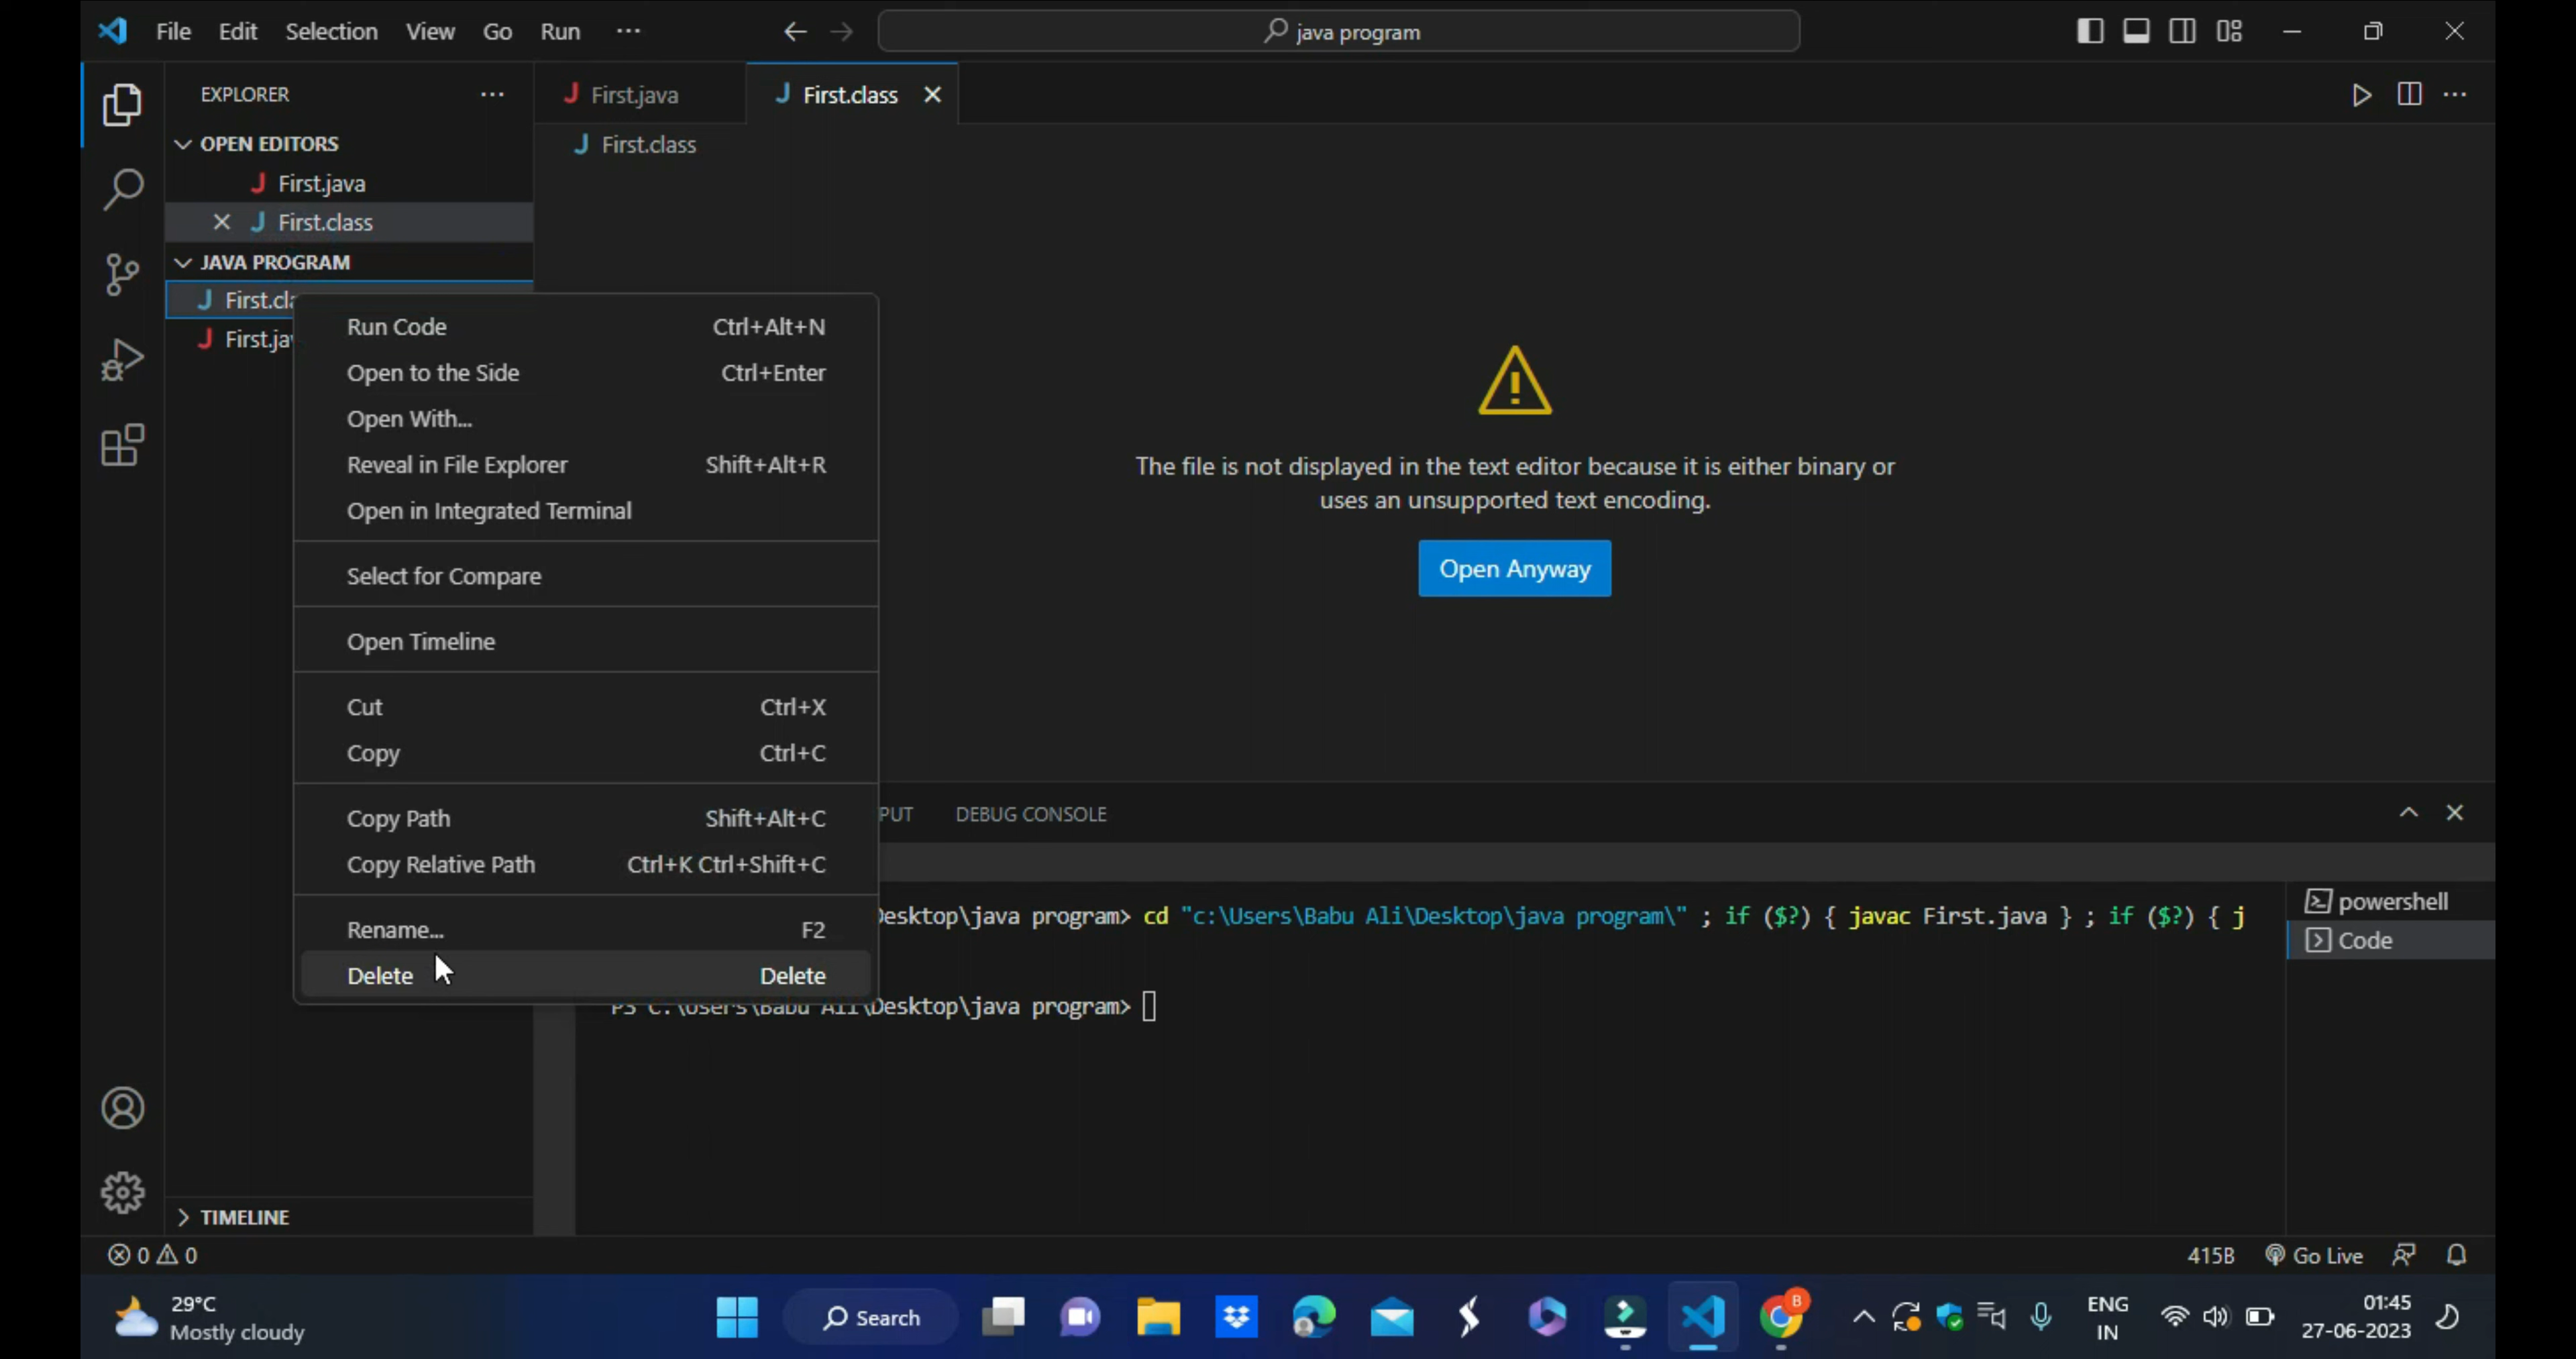 File Edit Selection View Go Run ... java program
EXPLORER ...
OPEN EDITORS
First.java
First.class
JAVA PROGRAM
First.cla
First.jav
First.java First.class
First.class
Run Code Ctrl+Alt+N
Open to the Side Ctrl+Enter
Open With...
Reveal in File Explorer Shift+Alt+R
Open in Integrated Terminal
Select for Compare
Open Timeline
Cut Ctrl+X
Copy Ctrl+C
Copy Path Shift+Alt+C
Copy Relative Path Ctrl+K Ctrl+Shift+C
Rename... F2
Delete Delete
The file is not displayed in the text editor because it is either binary or
uses an unsupported text encoding.
Open Anyway
PUT DEBUG CONSOLE
Desktop\java program> cd "c:\Users\Babu Ali\Desktop\java program\" ; if ($?) { javac First.java } ; if ($?) { j
PS C:\Users\Babu Ali\Desktop\java program>
powershell
Code
TIMELINE
0 0 415B Go Live
29°C
Mostly cloudy
Search
B
ENG
IN
01:45
27-06-2023